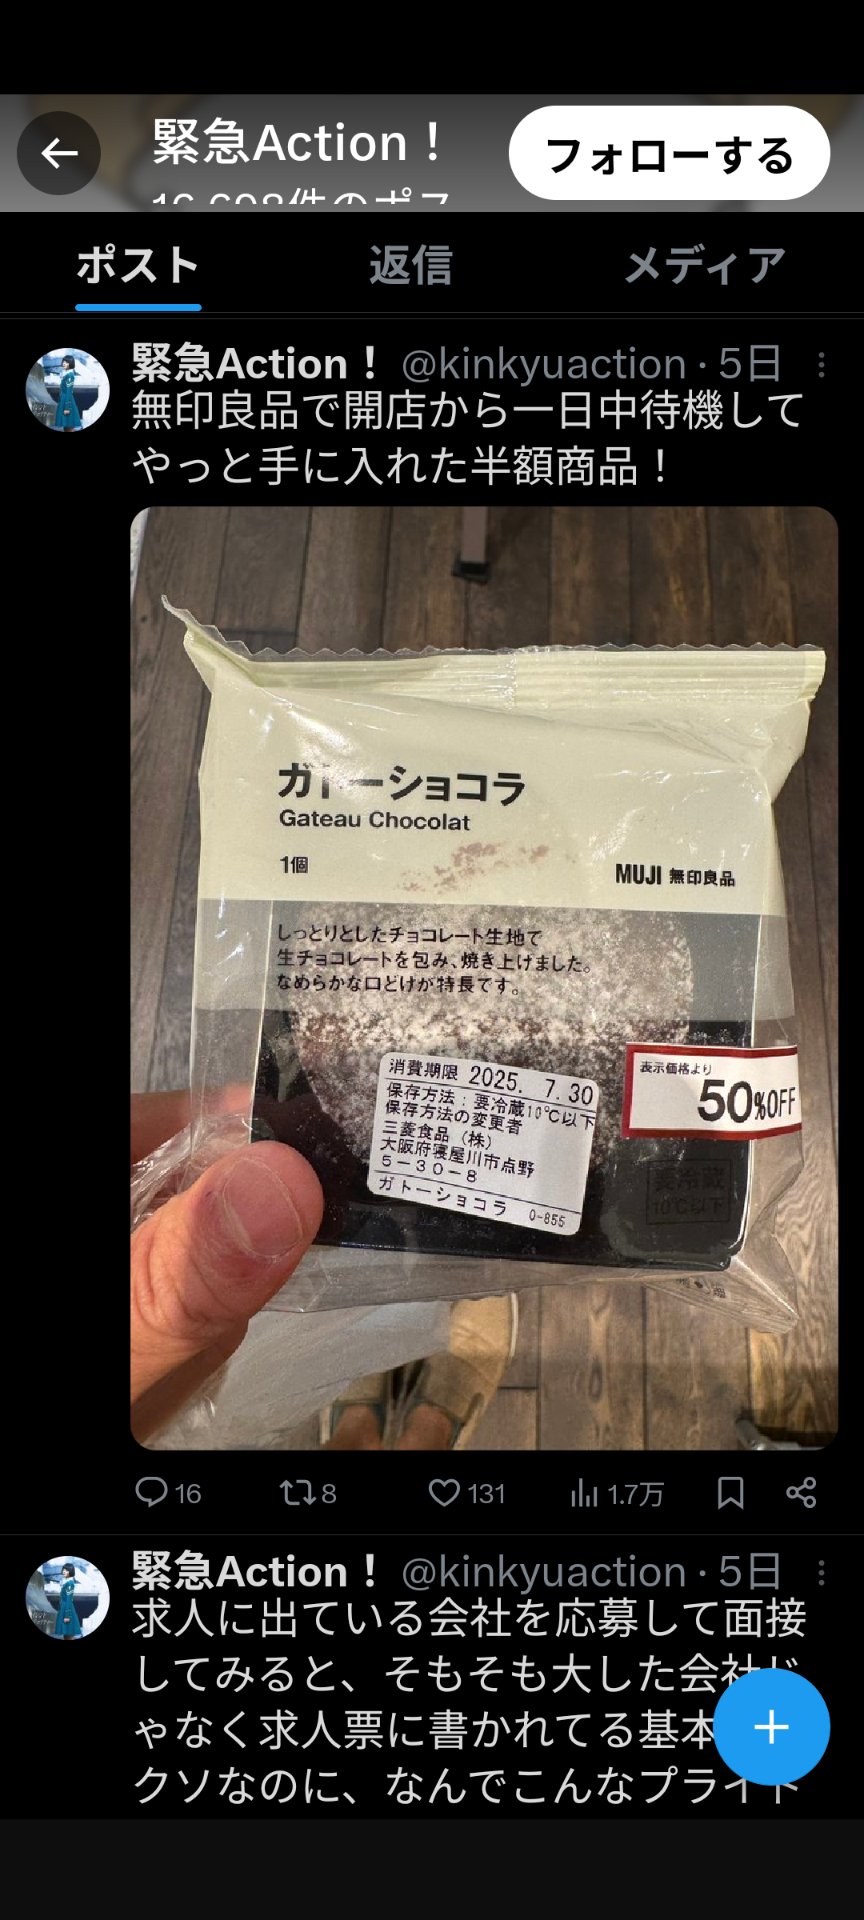 緊急Action！
フォローする
ポスト
返信
メディア
緊急Action！ @kinkyuaction · 5日
無印良品で開店から一日中待機して
やっと手に入れた半額商品！
ガトーショコラ
Gateau Chocolat
1個
MUJI 無印良品
しっとりとしたチョコレート生地で
生チョコレートを包み、焼き上げました。
なめらかな口どけが特長です。
消費期限 2025. 7.30
保存方法：要冷蔵10℃以下
保存方法の変更者
三菱食品（株）
大阪府寝屋川市点野
5－30－8
ガトーショコラ 0-855
表示価格より
50%OFF
要冷蔵
10℃以下
16
8
131
1.7万
緊急Action！ @kinkyuaction · 5日
求人に出ている会社を応募して面接
してみると、そもそも大した会社じ
ゃなく求人票に書かれてる基本
クソなのに、なんでこんなプライド